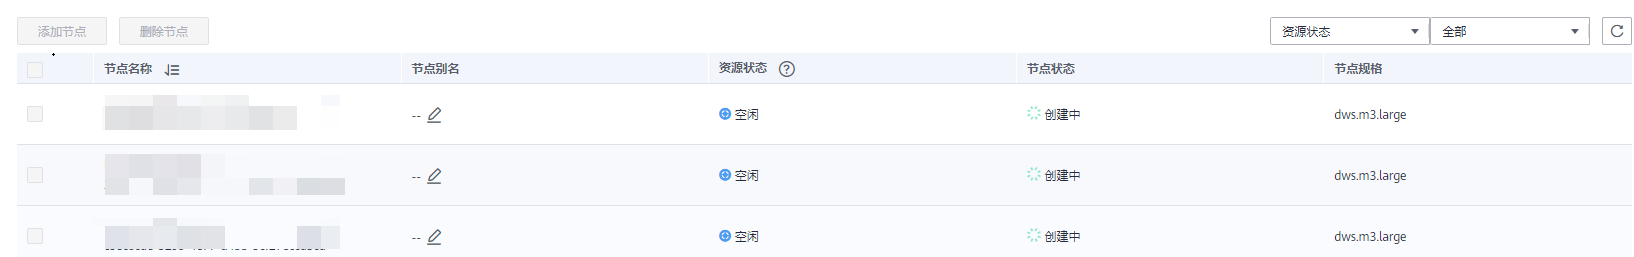 添加节点 删除节点 资源状态 全部
节点名称 节点别名 资源状态 ? 节点状态 节点规格
-- 空闲 创建中 dws.m3.large
-- 空闲 创建中 dws.m3.large
-- 空闲 创建中 dws.m3.large